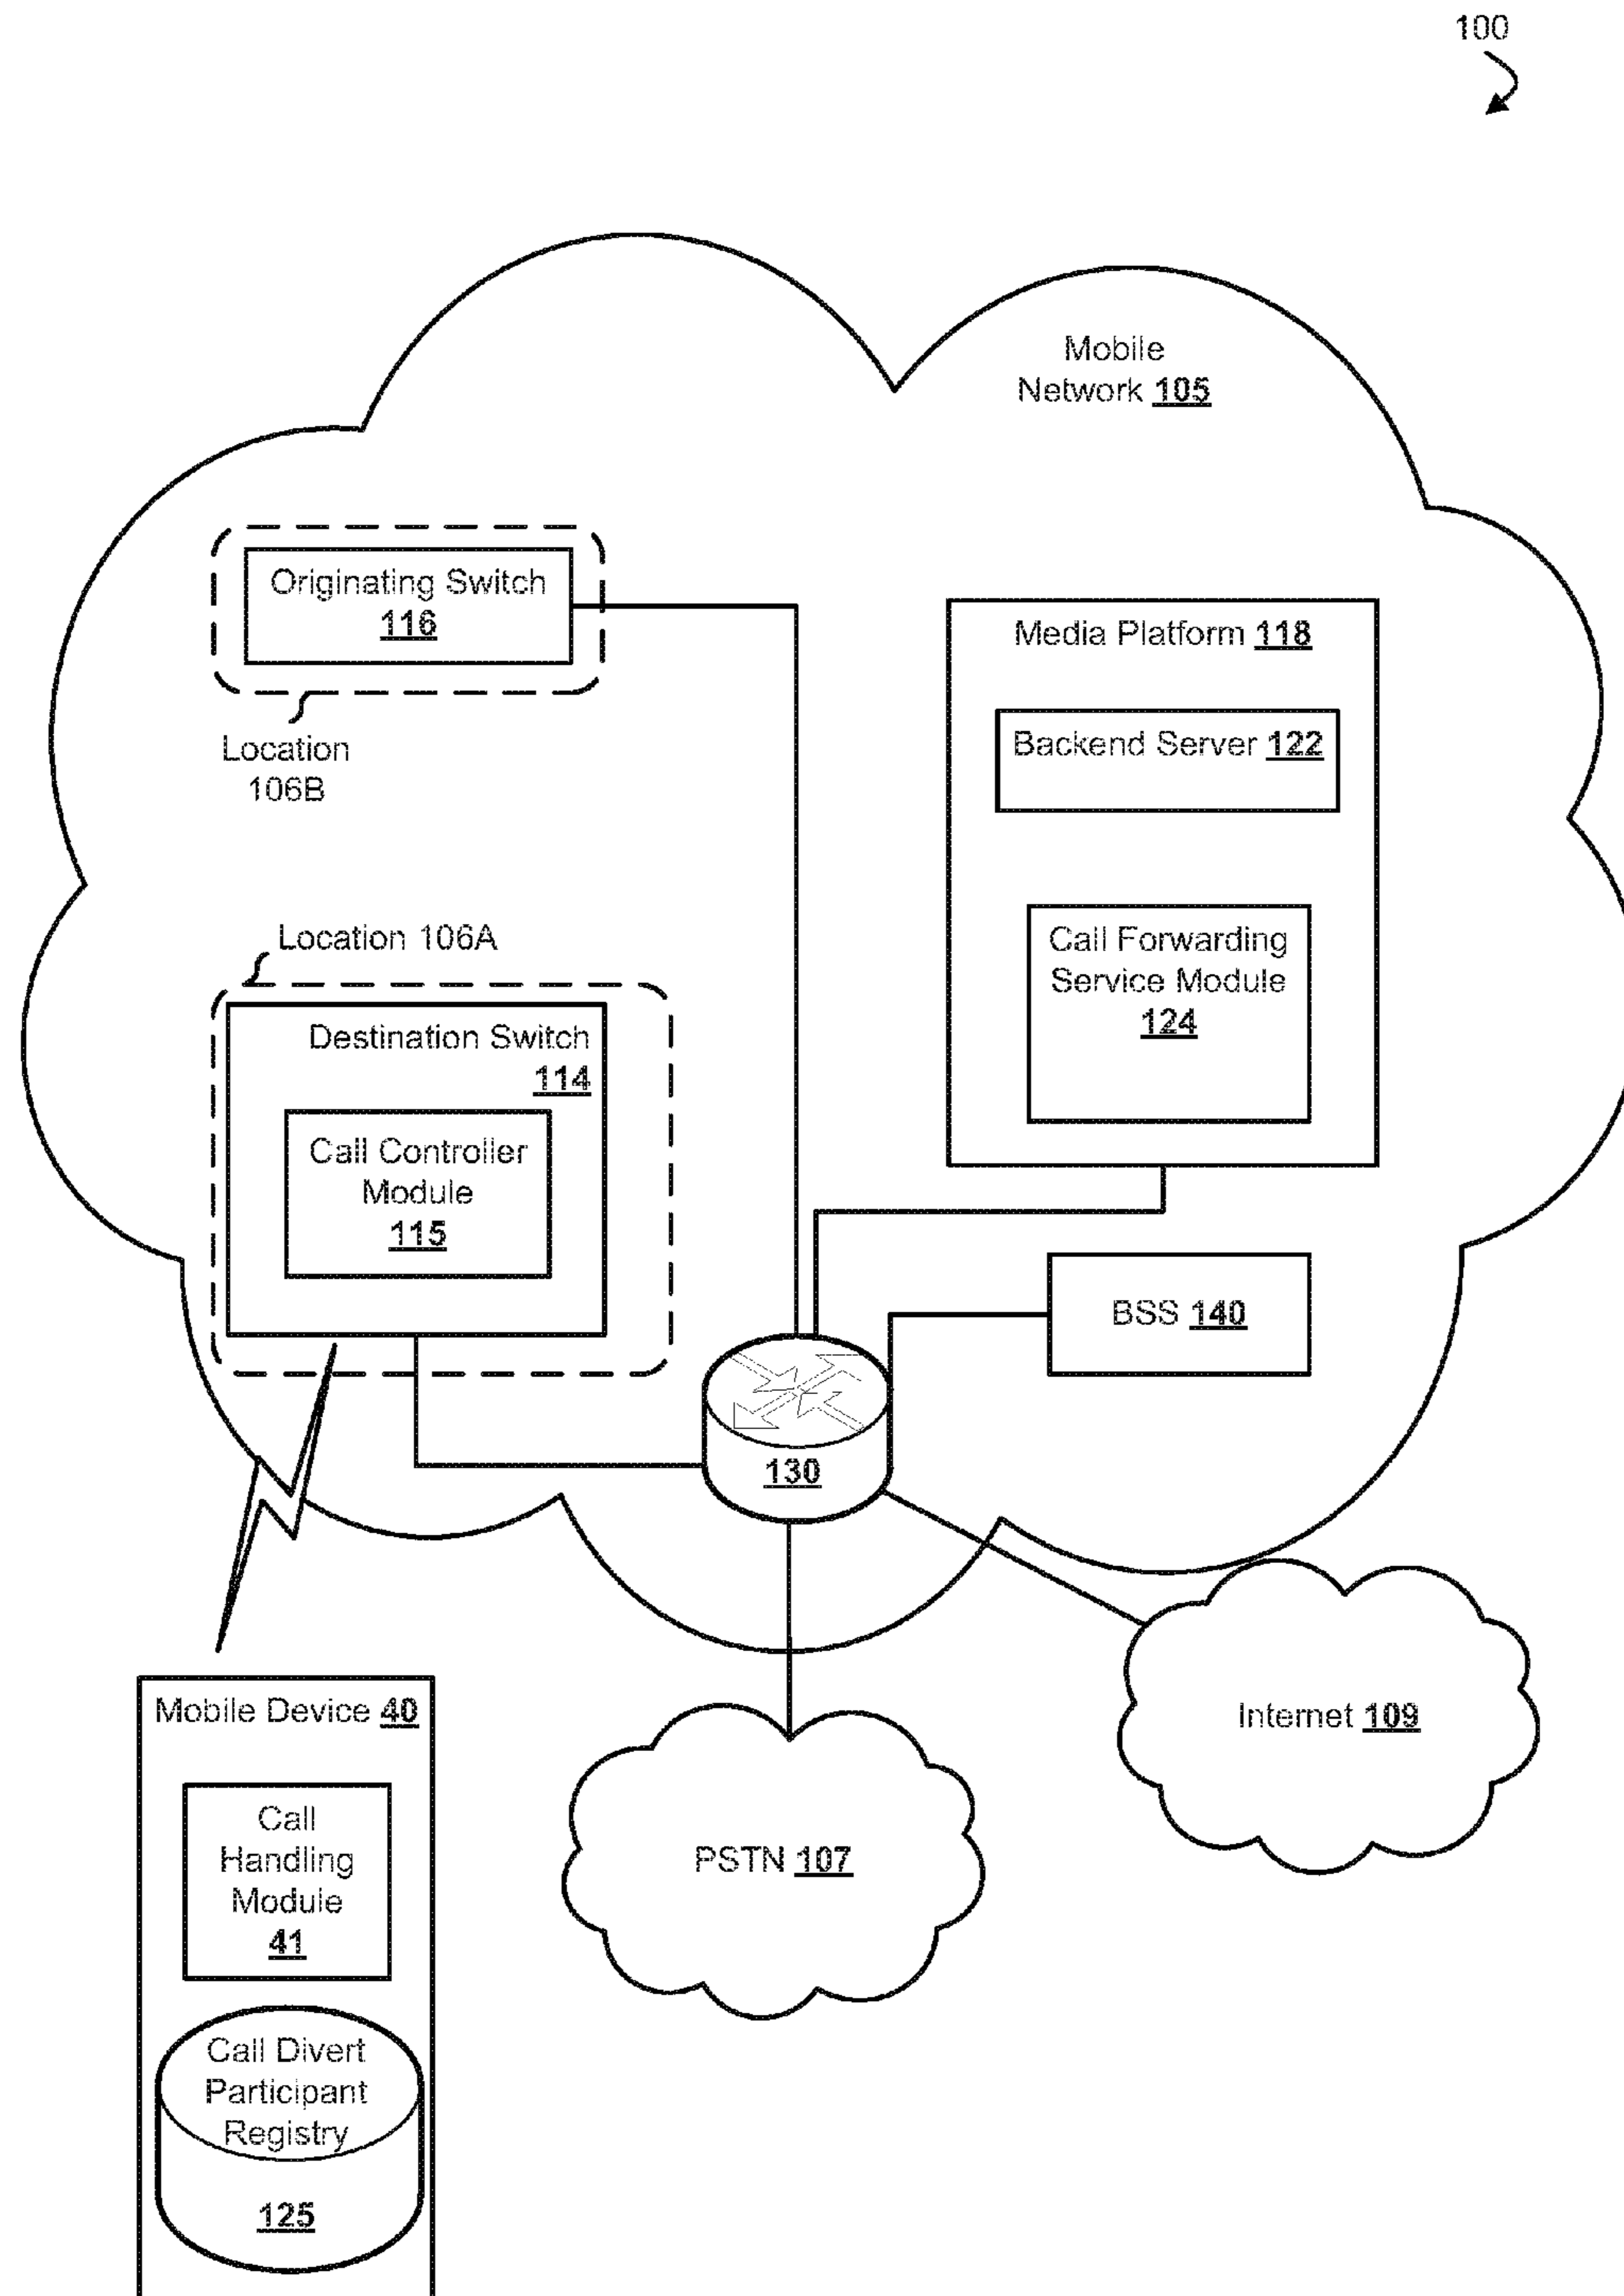 100
Mobile
Network 105
Originating Switch
116
Location
106B
Media Platform 118
Backend Server 122
Call Forwarding
Service Module
124
Location 106A
Destination Switch
114
Call Controller
Module
115
BSS 140
130
Mobile Device 40
Call
Handling
Module
41
Call Divert
Participant
Registry
125
PSTN 107
Internet 109